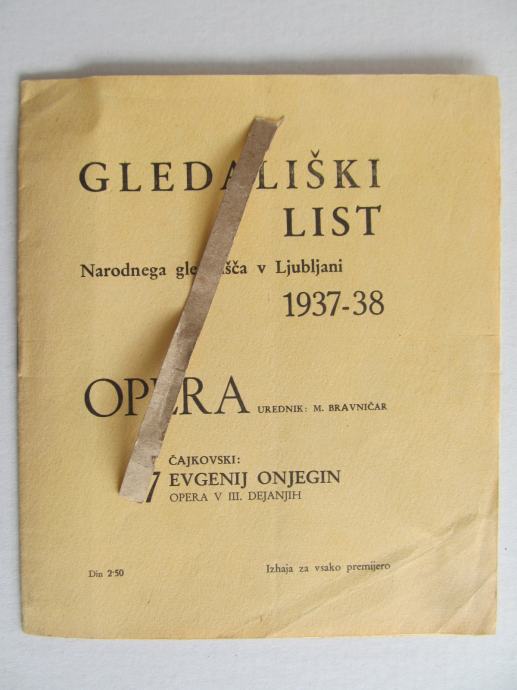 GLEDALIŠKI
LIST
Narodnega gledališča v Ljubljani
1937-38
OPERA UREDNIK: M. BRAVNIČAR
ČAJKOVSKI:
EVGENIJ ONJEGIN
OPERA V III. DEJANJIH
Din 2·50 Izhaja za vsako premijero